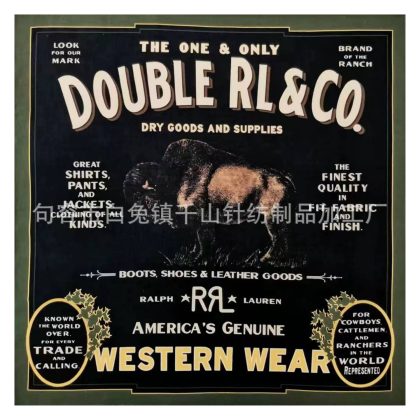 LOOK
FOR OUR
MARK
THE ONE & ONLY
BRAND
OF THE
RANCH
DOUBLE RL&CO.
DRY GOODS AND SUPPLIES
GREAT
SHIRTS,
PANTS,
AND
JACKETS
CLOTHING OF ALL
KINDS.
THE
FINEST
QUALITY
IN
FIT, FABRIC
AND
FINISH.
句容市白兔镇千山针纺制品加工厂
BOOTS, SHOES & LEATHER GOODS
RALPH RRL LAUREN
AMERICA'S GENUINE
WESTERN WEAR
KNOWN
THE WORLD
OVER.
FOR EVERY
TRADE
AND
CALLING.
FOR
COWBOYS
CATTLEMEN
AND
RANCHERS
IN THE
WORLD
REPRESENTED